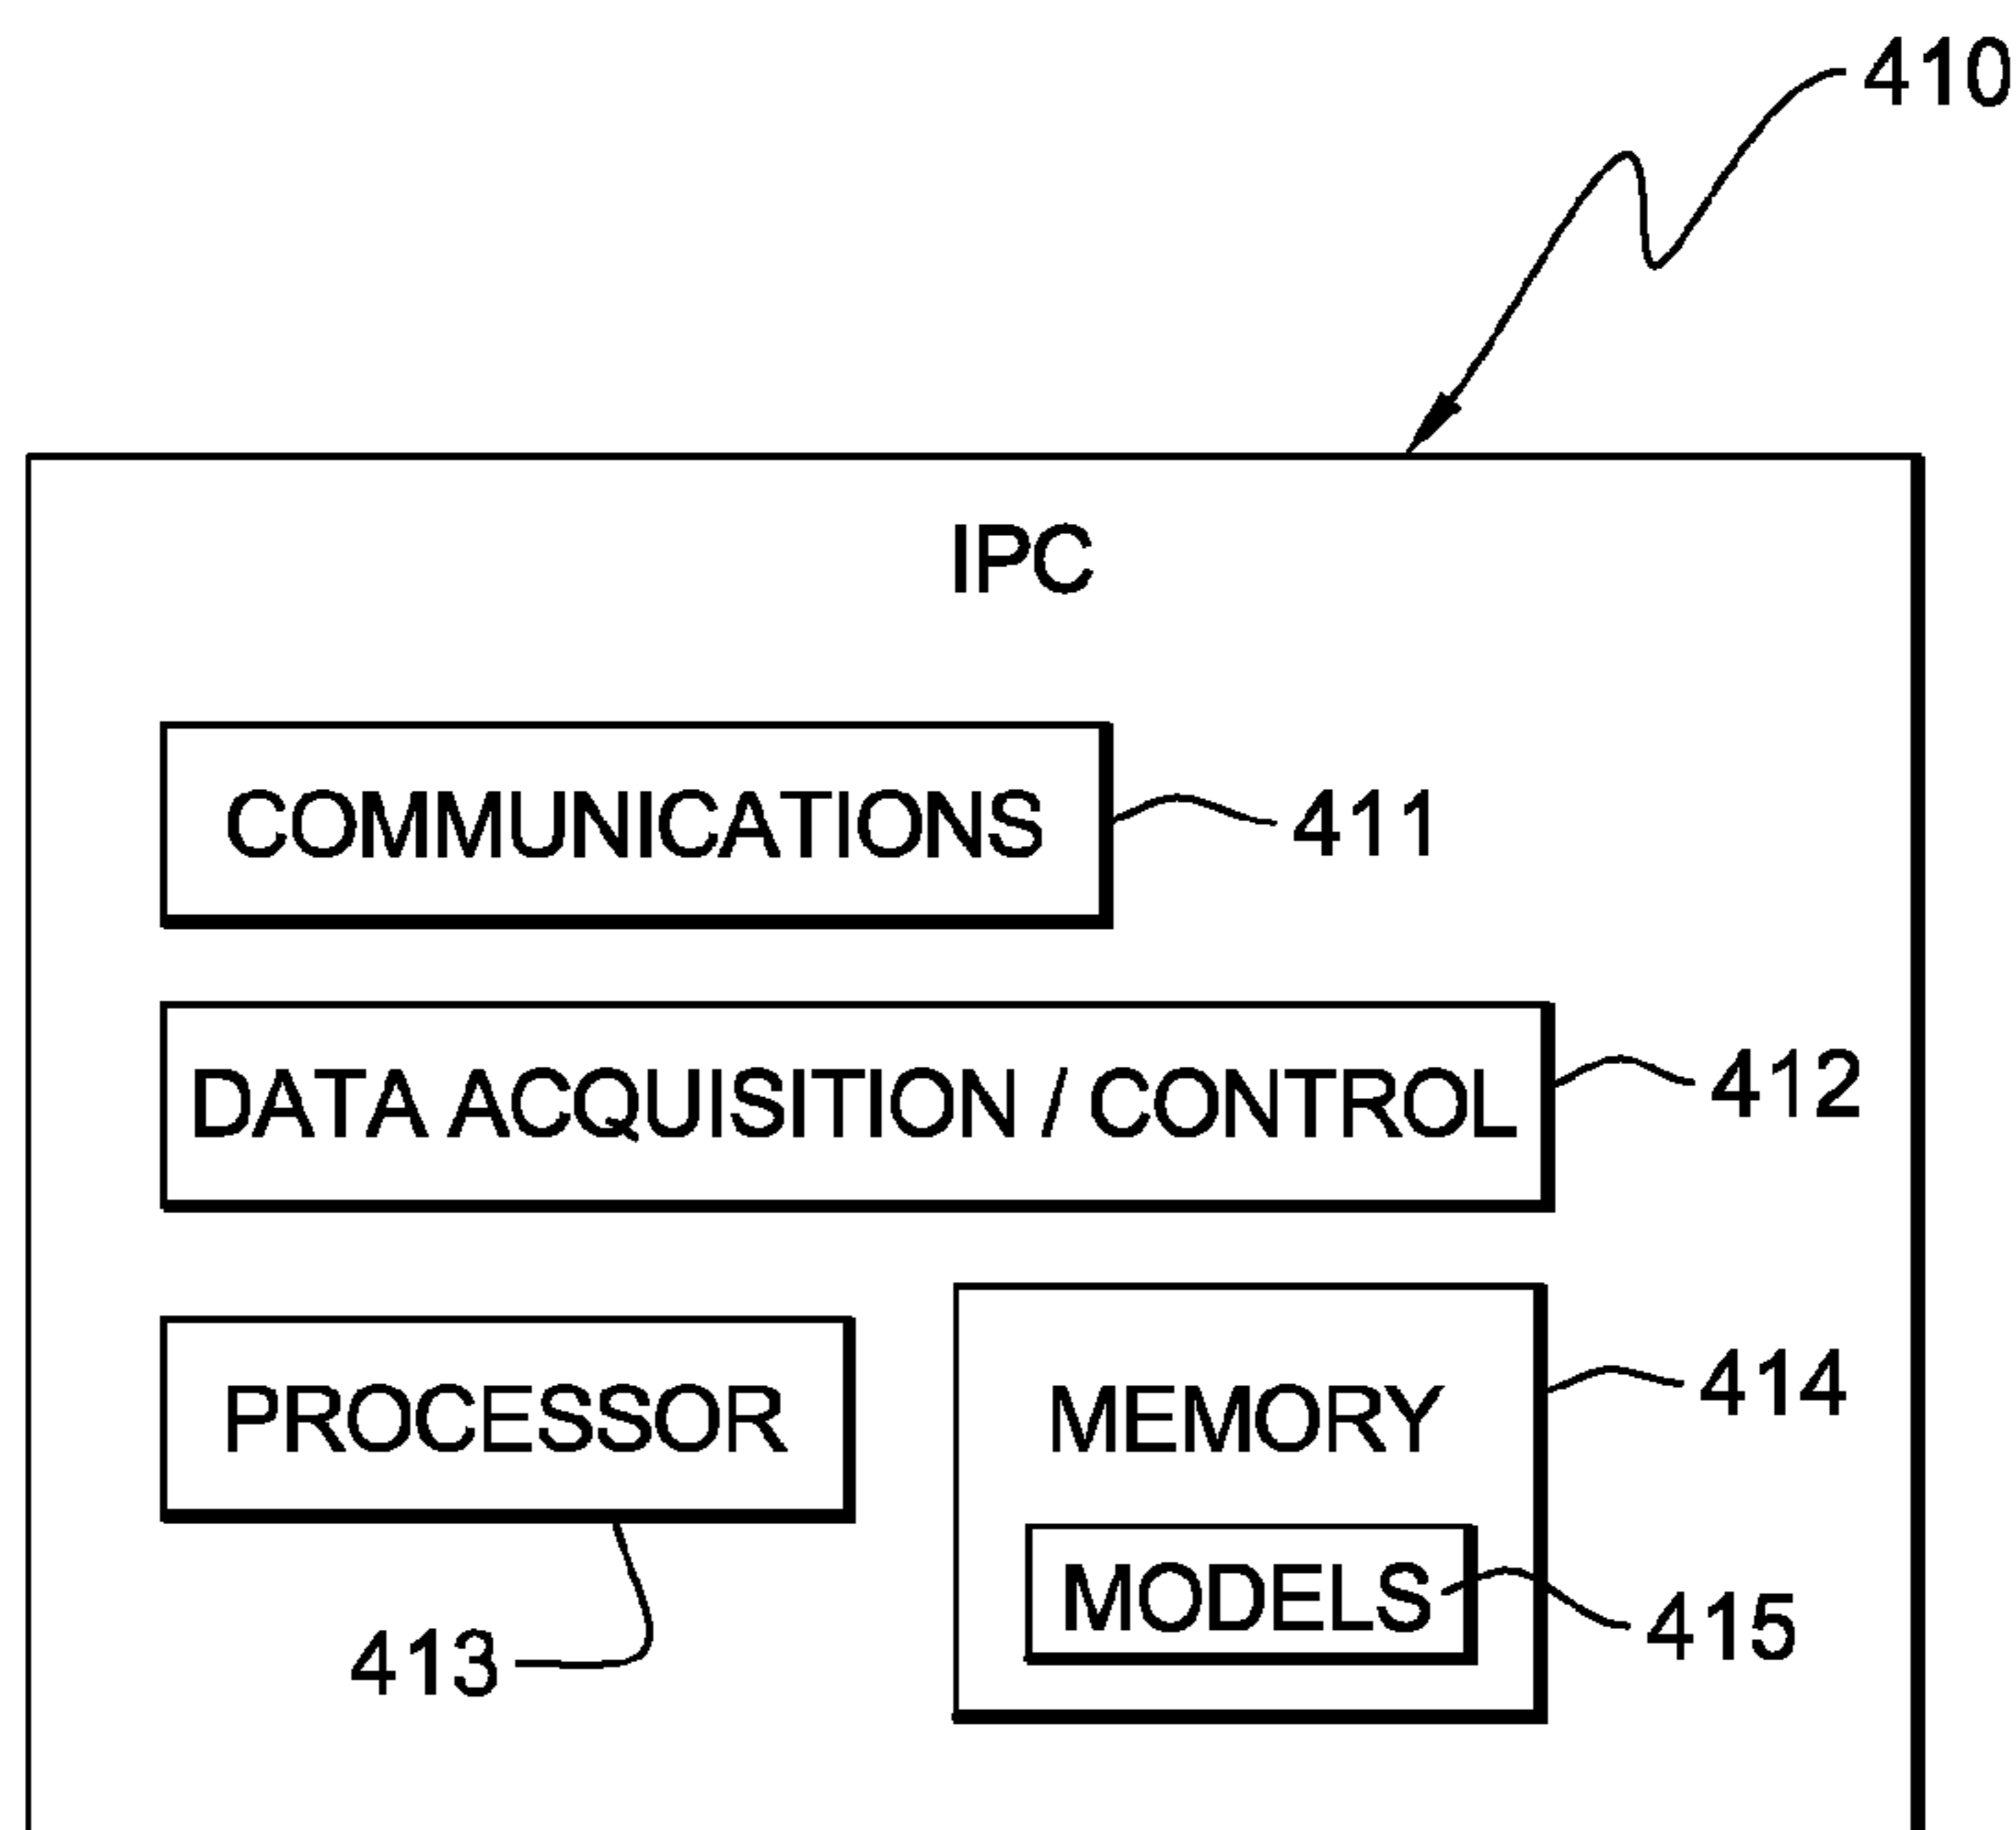 410
IPC
COMMUNICATIONS 411
DATA ACQUISITION / CONTROL 412
PROCESSOR
MEMORY 414
MODELS 415
413